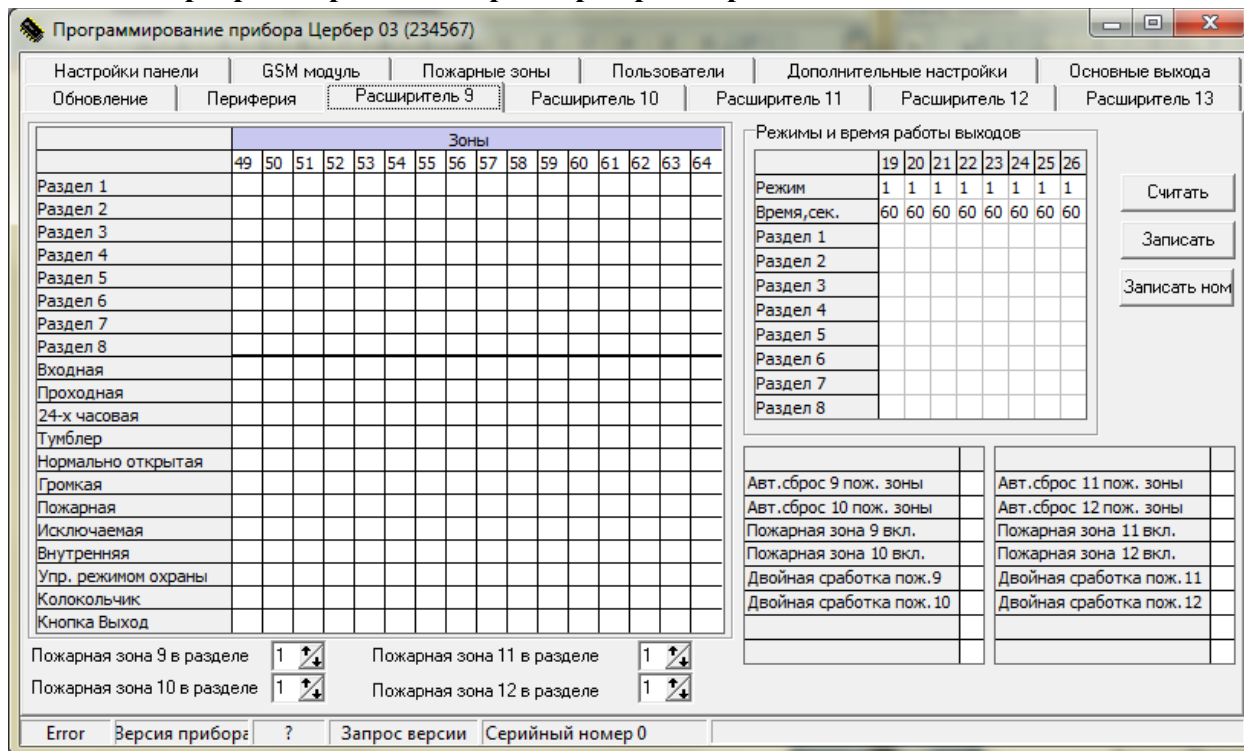 Программирование прибора Цербер 03 (234567)
Настройки панели GSM модуль Пожарные зоны Пользователи Дополнительные настройки Основные выхода
Обновление Периферия Расширитель 9 Расширитель 10 Расширитель 11 Расширитель 12 Расширитель 13
Зоны
49 50 51 52 53 54 55 56 57 58 59 60 61 62 63 64
Раздел 1
Раздел 2
Раздел 3
Раздел 4
Раздел 5
Раздел 6
Раздел 7
Раздел 8
Входная
Проходная
24-х часовая
Тумблер
Нормально открытая
Громкая
Пожарная
Исключаемая
Внутренняя
Упр. режимом охраны
Колокольчик
Кнопка Выход
Пожарная зона 9 в разделе 1 Пожарная зона 11 в разделе 1
Пожарная зона 10 в разделе 1 Пожарная зона 12 в разделе 1
Режимы и время работы выходов
19 20 21 22 23 24 25 26
Режим 1 1 1 1 1 1 1 1
Время,сек. 60 60 60 60 60 60 60 60
Раздел 1
Раздел 2
Раздел 3
Раздел 4
Раздел 5
Раздел 6
Раздел 7
Раздел 8
Считать
Записать
Записать ном
Авт.сброс 9 пож. зоны Авт.сброс 11 пож. зоны
Авт.сброс 10 пож. зоны Авт.сброс 12 пож. зоны
Пожарная зона 9 вкл. Пожарная зона 11 вкл.
Пожарная зона 10 вкл. Пожарная зона 12 вкл.
Двойная сработка пож.9 Двойная сработка пож.11
Двойная сработка пож.10 Двойная сработка пож.12
Error Версия прибора ? Запрос версии Серийный номер 0